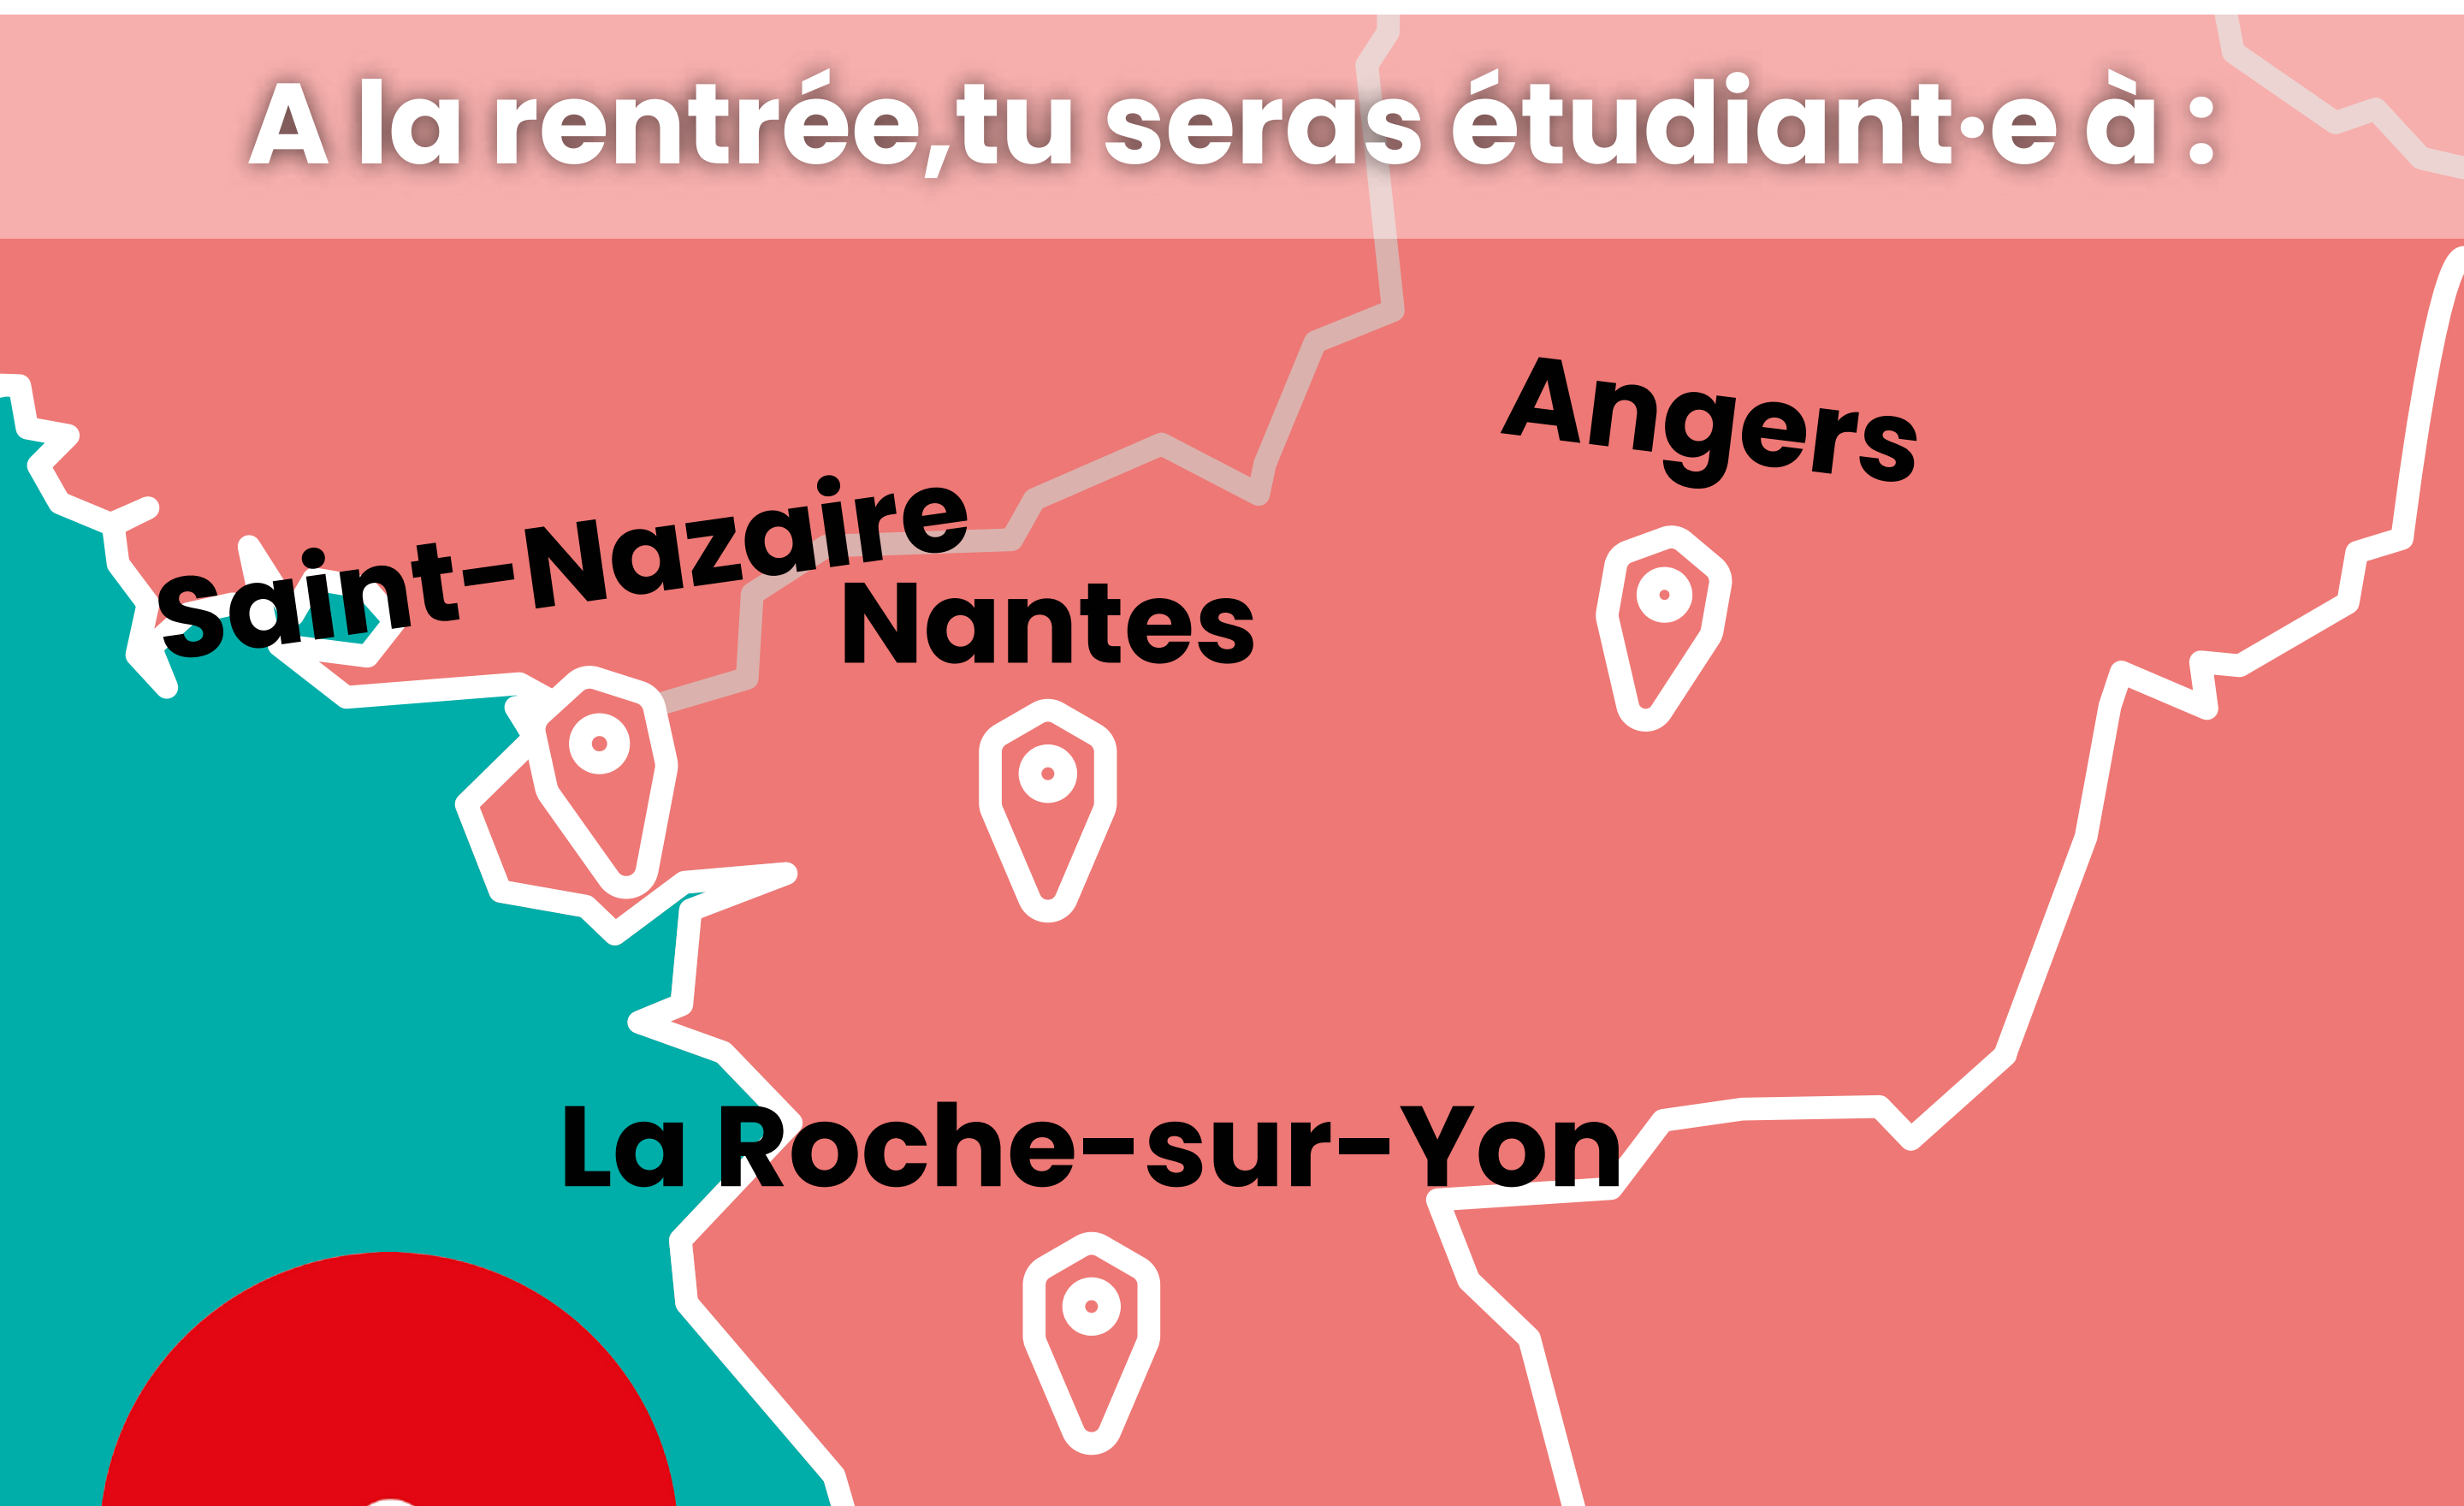 A la rentrée, tu seras étudiant·e à :
Angers
Saint-Nazaire
Nantes
La Roche-sur-Yon